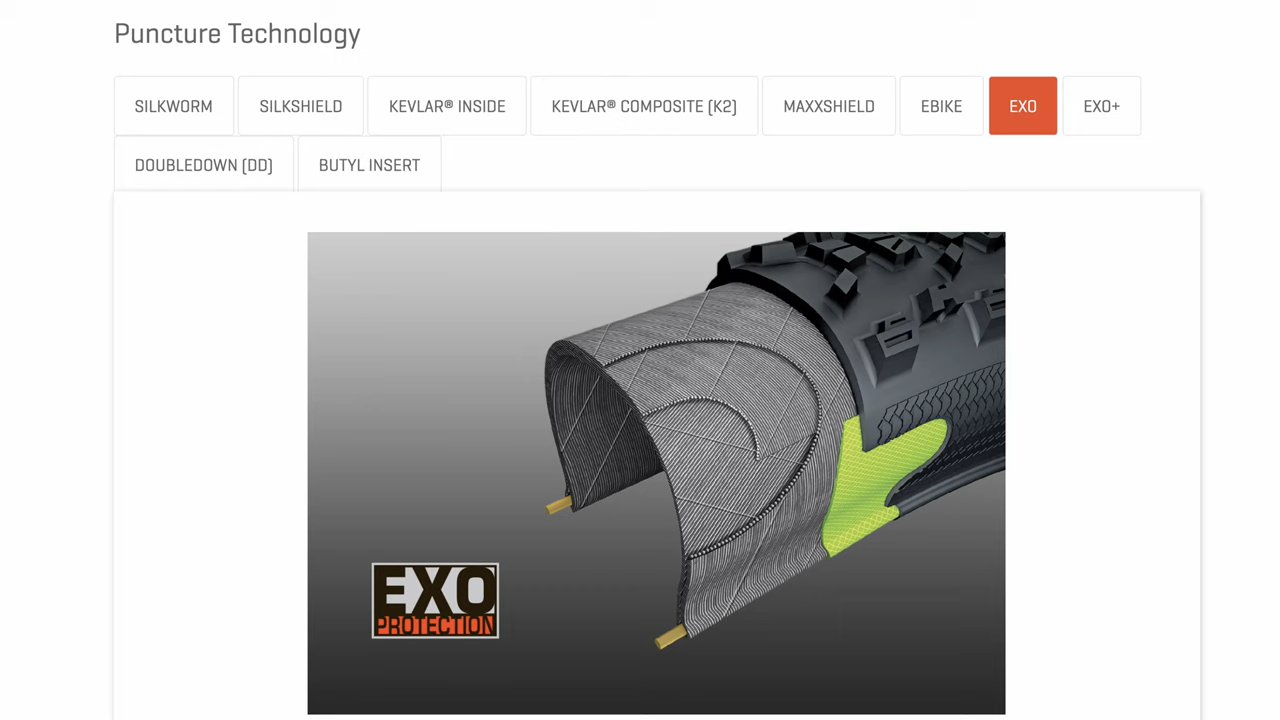 Puncture Technology
SILKWORM SILKSHIELD KEVLAR® INSIDE KEVLAR® COMPOSITE (K2) MAXXSHIELD EBIKE EXO EXO+
DOUBLEDOWN (DD) BUTYL INSERT
EXO
PROTECTION